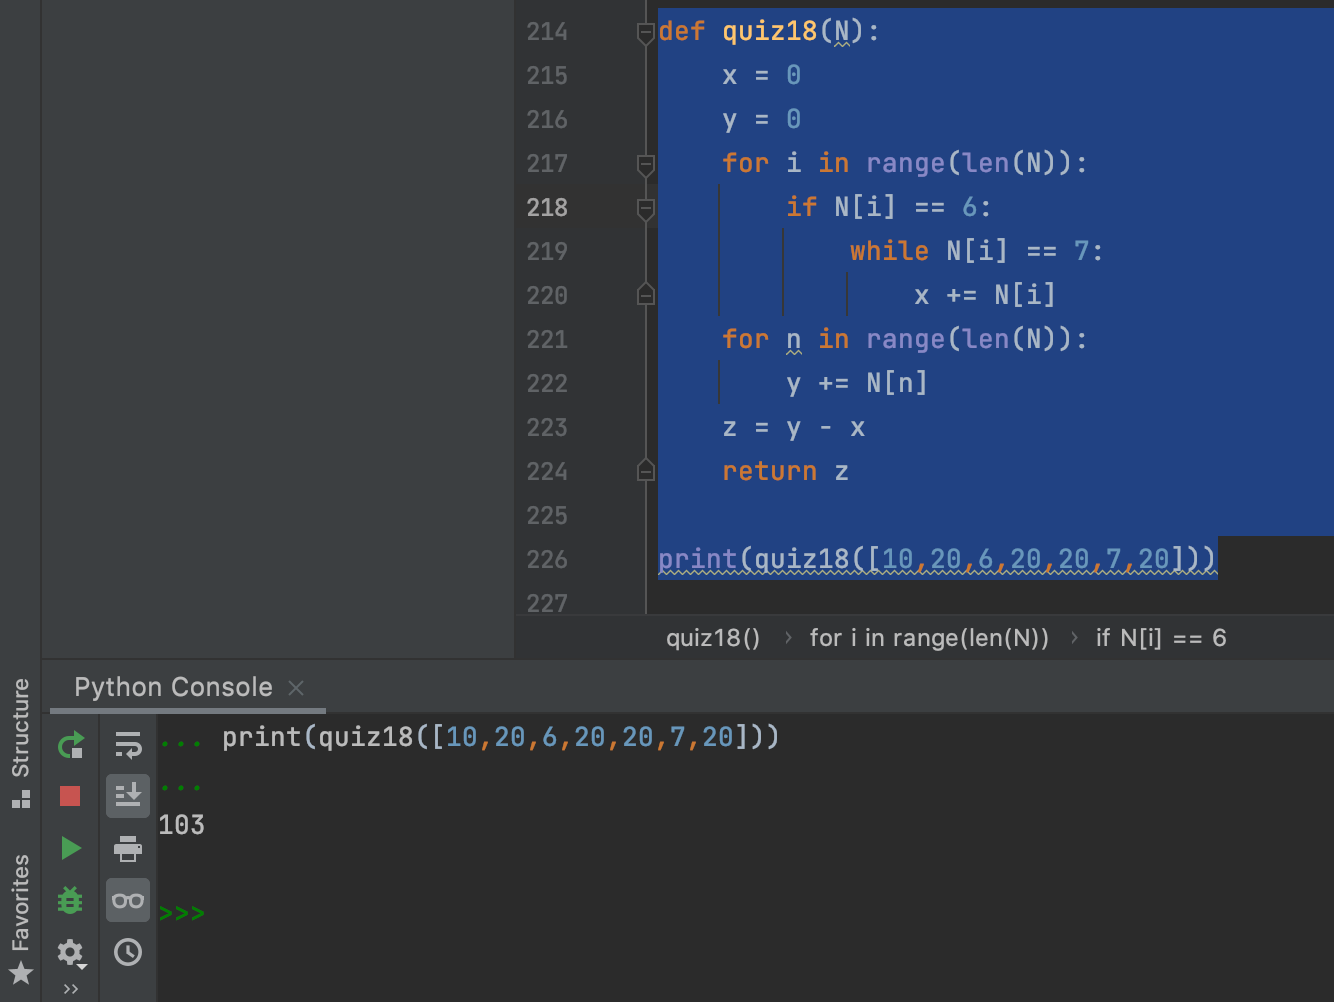 214 def quiz18(N):
215 x = 0
216 y = 0
217 for i in range(len(N)):
218 if N[i] == 6:
219 while N[i] == 7:
220 x += N[i]
221 for n in range(len(N)):
222 y += N[n]
223 z = y - x
224 return z
225
226 print(quiz18([10,20,6,20,20,7,20]))
227
quiz18() › for i in range(len(N)) › if N[i] == 6
Python Console ×
... print(quiz18([10,20,6,20,20,7,20]))
...
103
>>>
Structure
Favorites
>>